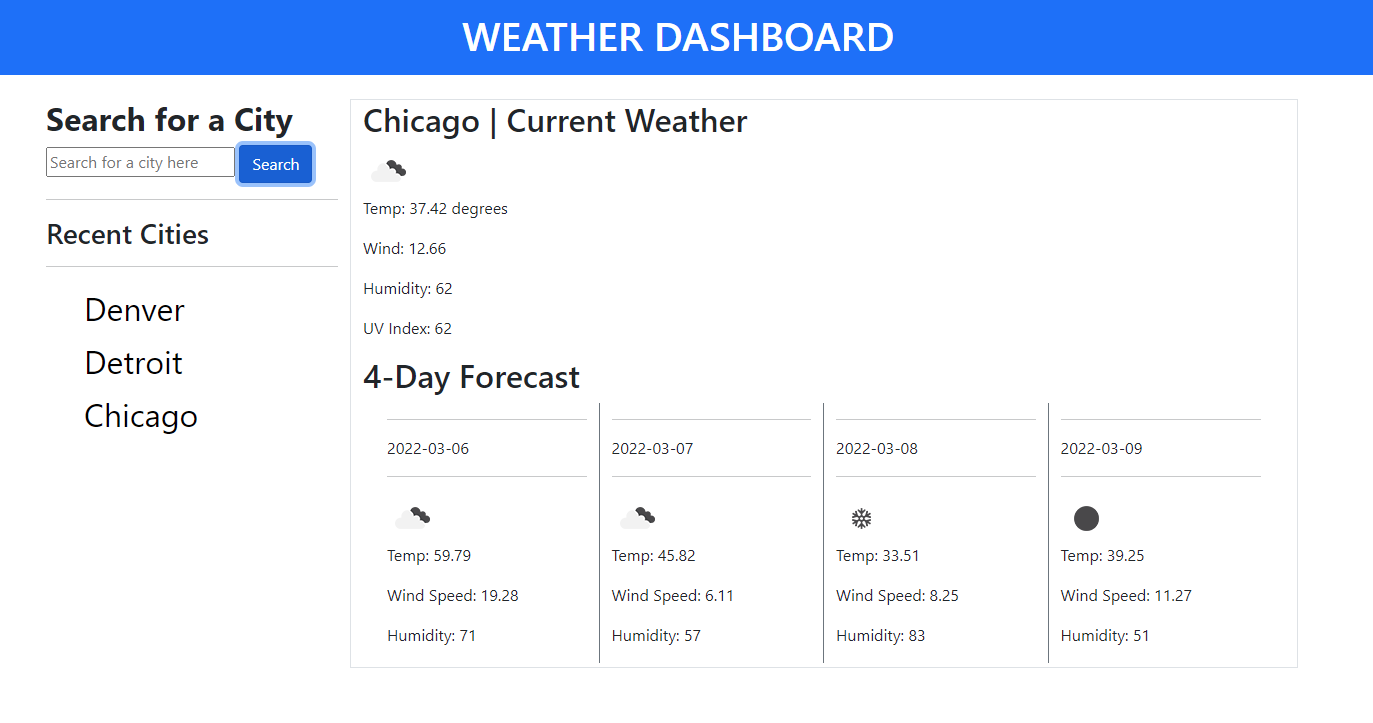 WEATHER DASHBOARD
Search for a City
Search for a city here
Search
Recent Cities
Denver
Detroit
Chicago
Chicago | Current Weather
Temp: 37.42 degrees
Wind: 12.66
Humidity: 62
UV Index: 62
4-Day Forecast
2022-03-06
Temp: 59.79
Wind Speed: 19.28
Humidity: 71
2022-03-07
Temp: 45.82
Wind Speed: 6.11
Humidity: 57
2022-03-08
Temp: 33.51
Wind Speed: 8.25
Humidity: 83
2022-03-09
Temp: 39.25
Wind Speed: 11.27
Humidity: 51